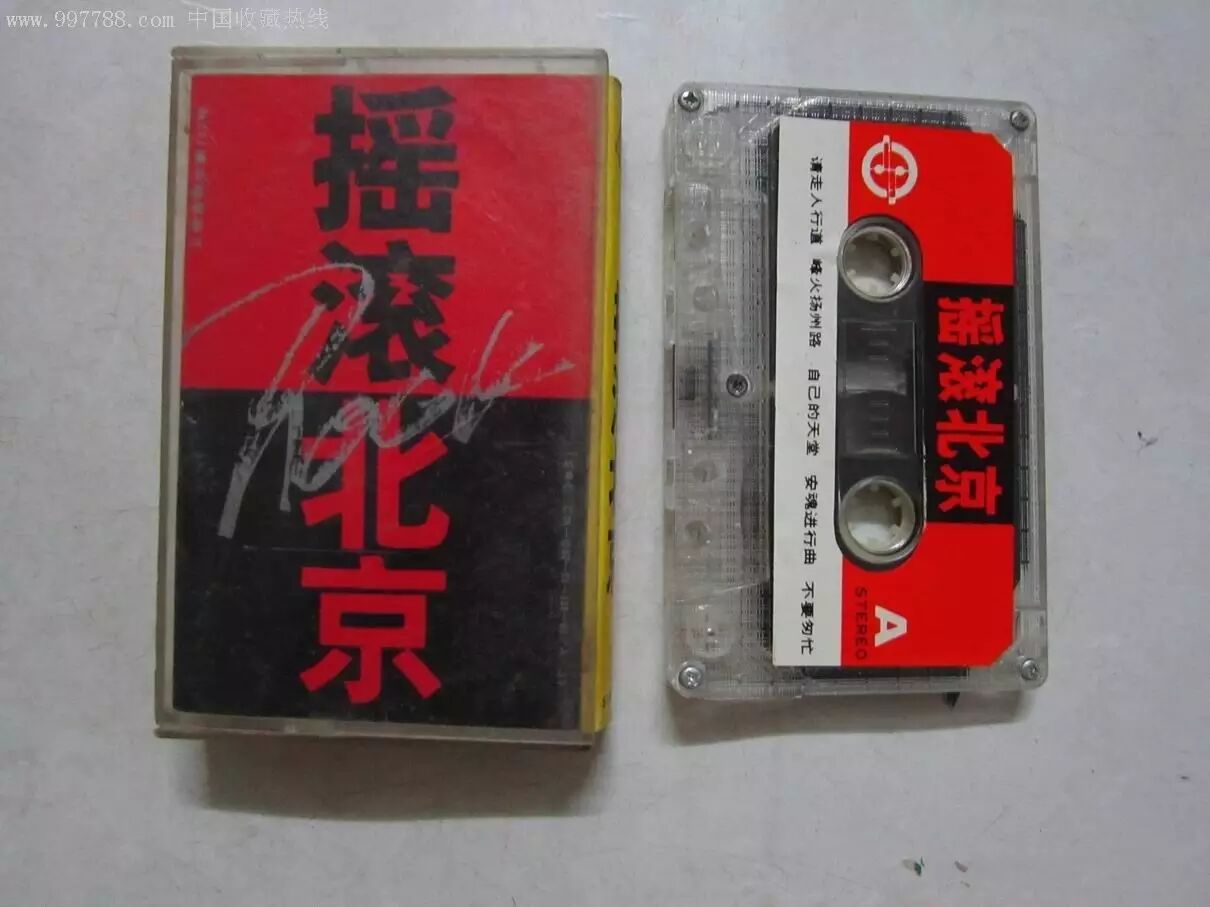 www.997788.com 中国收藏热线
摇滚北京
Rock
摇滚北京
请走人行道 峰火扬州路 自己的天堂 安魂进行曲 不要匆忙
A
STEREO